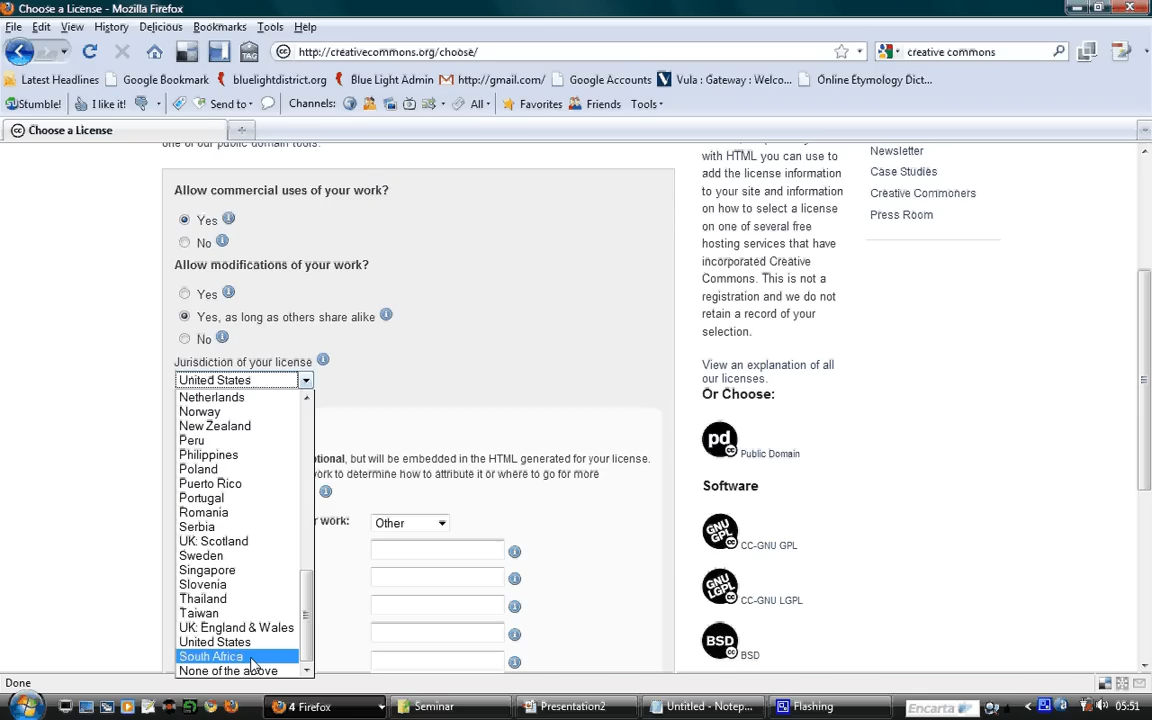 Choose a License - Mozilla Firefox
File Edit View History Delicious Bookmarks Tools Help
TAG http://creativecommons.org/choose/ creative commons
Latest Headlines Google Bookmark bluelightdistrict.org Blue Light Admin http://gmail.com/ Google Accounts Vula : Gateway : Welco... Online Etymology Dict...
Stumble! I like it! Send to Channels: All Favorites Friends Tools
Choose a License
one of our public domain tools.
Allow commercial uses of your work?
Yes
No
Allow modifications of your work?
Yes
Yes, as long as others share alike
No
Jurisdiction of your license
United States
Netherlands
Norway
New Zealand
Peru
Philippines
Poland
Puerto Rico
Portugal
Romania
Serbia
UK: Scotland
Sweden
Singapore
Slovenia
Thailand
Taiwan
UK: England & Wales
United States
South Africa
None of the above
tional, but will be embedded in the HTML generated for your license.
ork to determine how to attribute it or where to go for more
r work: Other
with HTML you can use to
add the license information
to your site and information
on how to select a license
on one of several free
hosting services that have
incorporated Creative
Commons. This is not a
registration and we do not
retain a record of your
selection.
View an explanation of all
our licenses.
Or Choose:
pd cc Public Domain
Software
GNU GPL cc CC-GNU GPL
GNU LGPL cc CC-GNU LGPL
BSD cc BSD
Newsletter
Case Studies
Creative Commoners
Press Room
Done
4 Firefox Seminar Presentation2 Untitled - Notep... Flashing Encarta 05:51